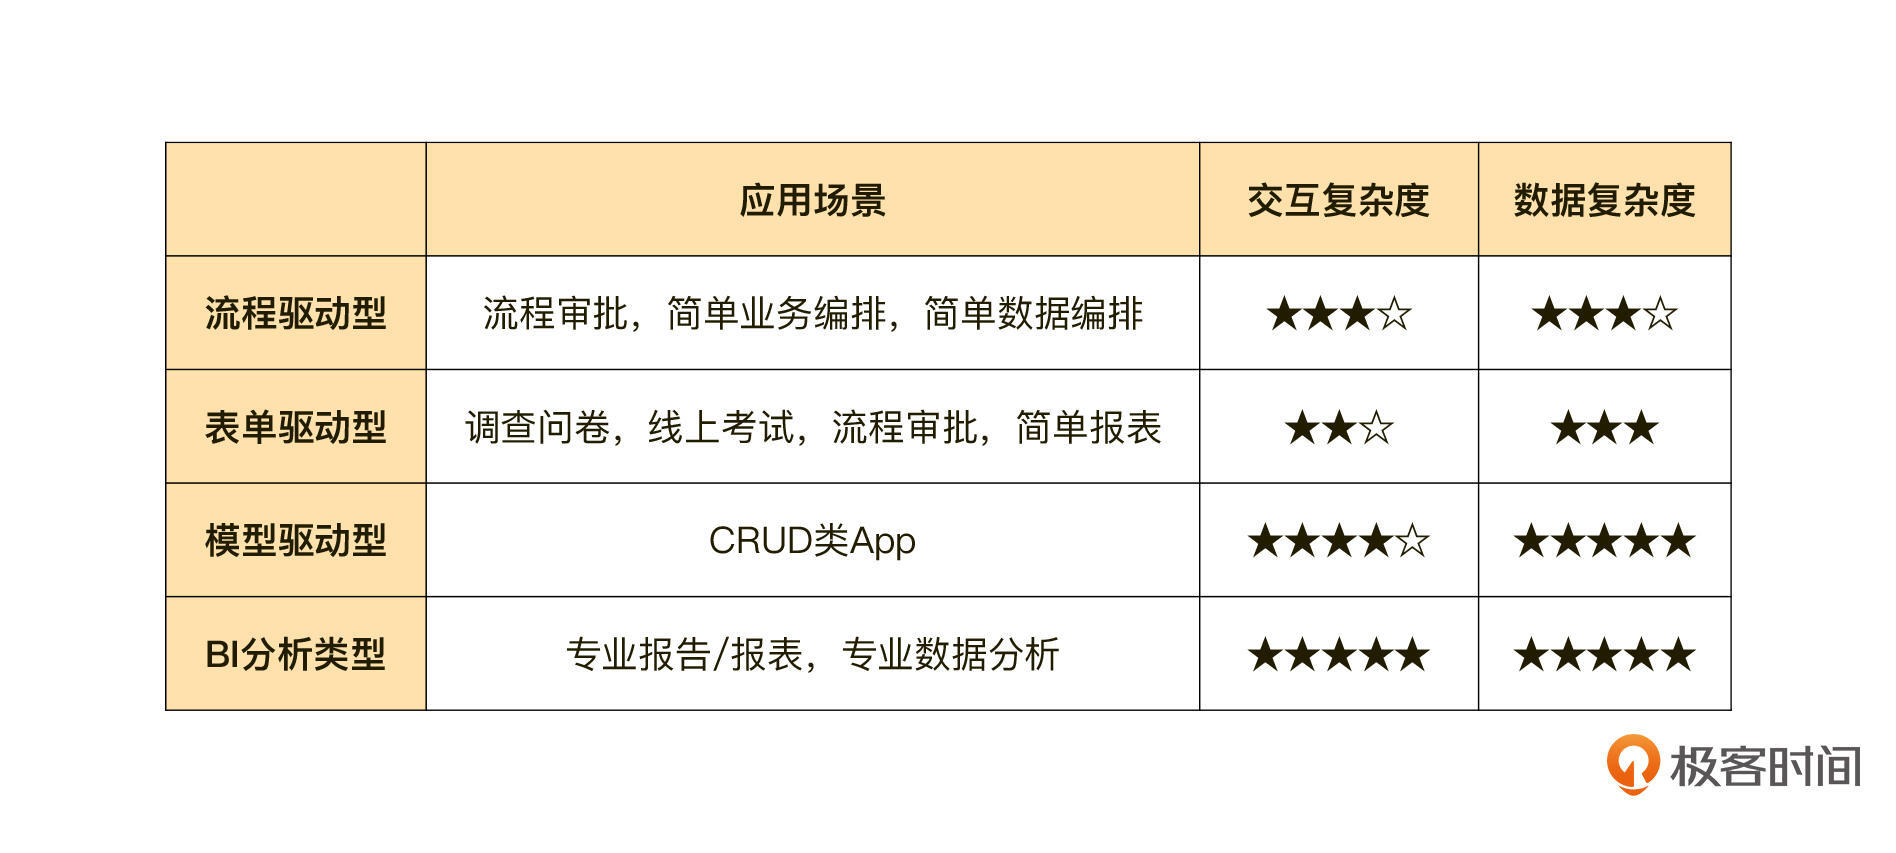 应用场景 交互复杂度 数据复杂度
流程驱动型 流程审批，简单业务编排，简单数据编排 ★★★☆ ★★★☆
表单驱动型 调查问卷，线上考试，流程审批，简单报表 ★★☆ ★★★
模型驱动型 CRUD类App ★★★★☆ ★★★★★
BI分析类型 专业报告/报表，专业数据分析 ★★★★★ ★★★★★
极客时间